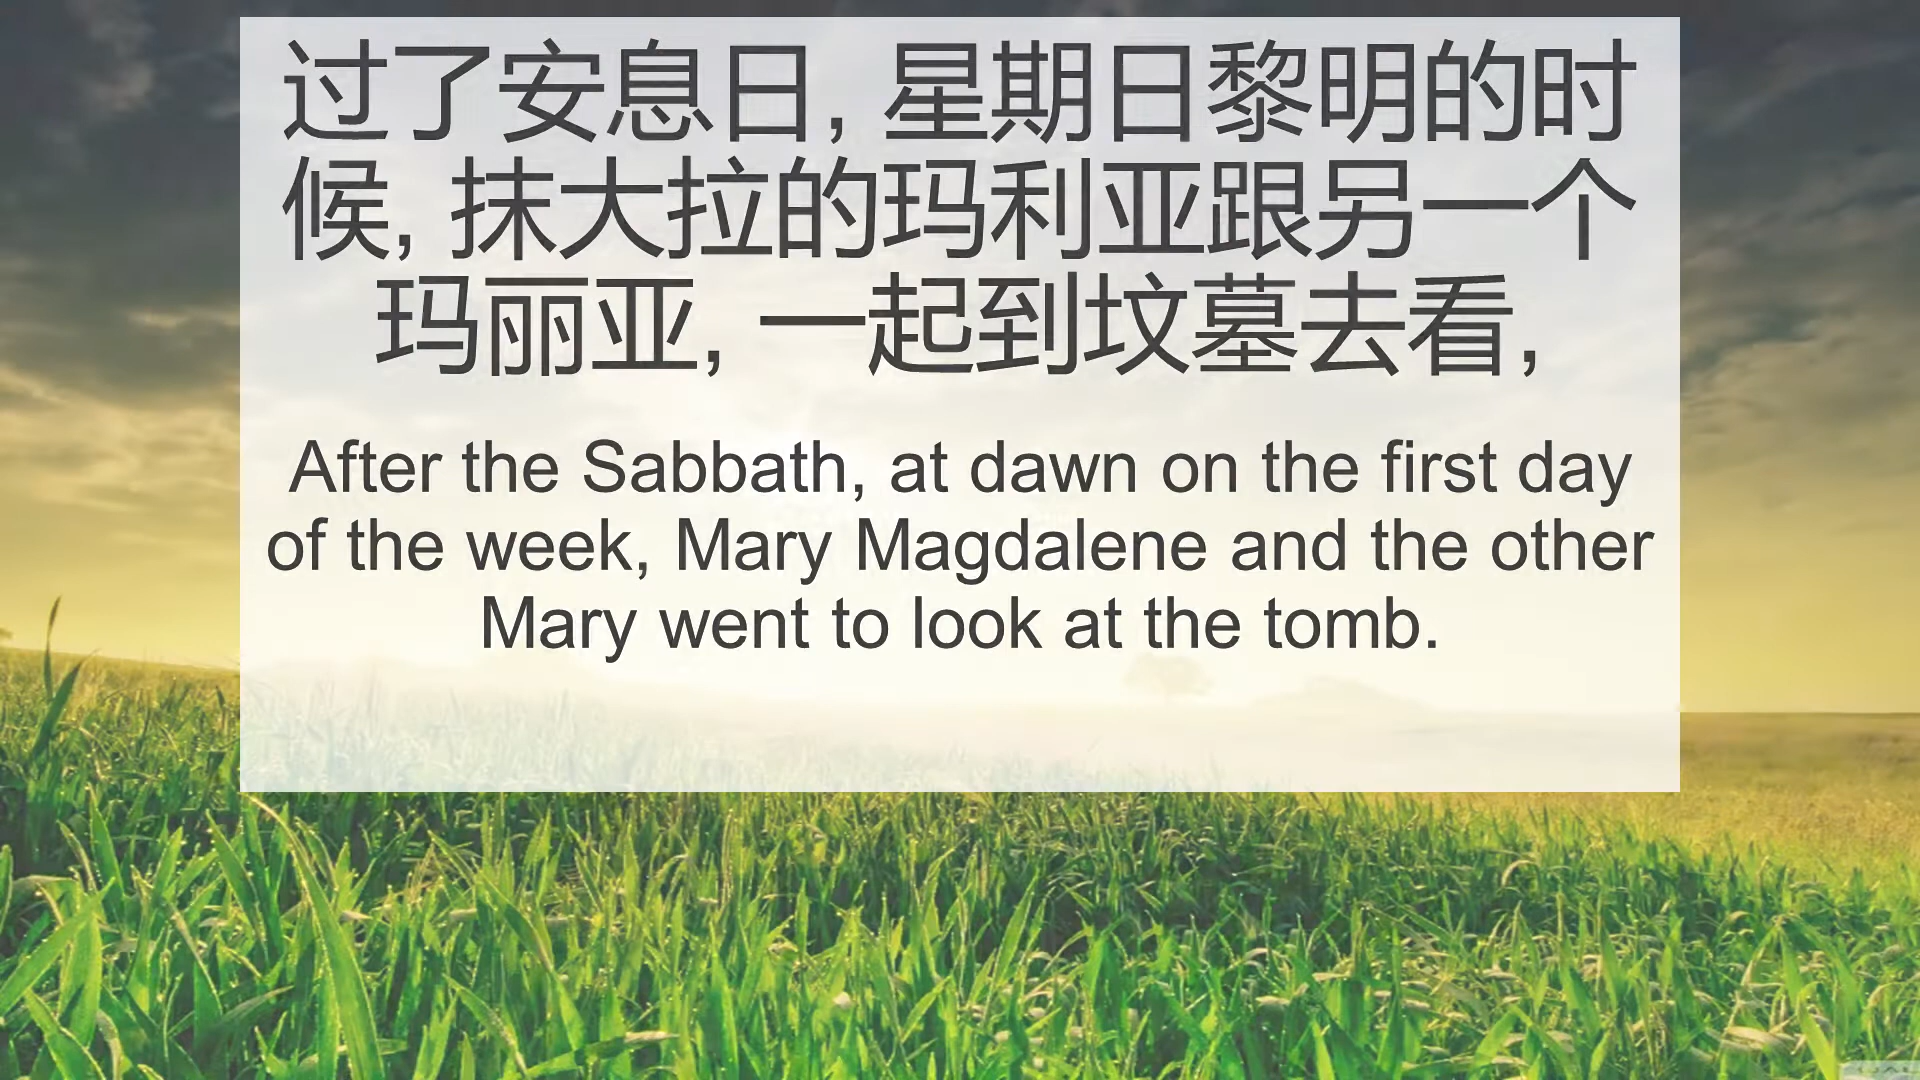 过了安息日, 星期日黎明的时
候, 抹大拉的玛利亚跟另一个
玛丽亚, 一起到坟墓去看,
After the Sabbath, at dawn on the first day
of the week, Mary Magdalene and the other
Mary went to look at the tomb.